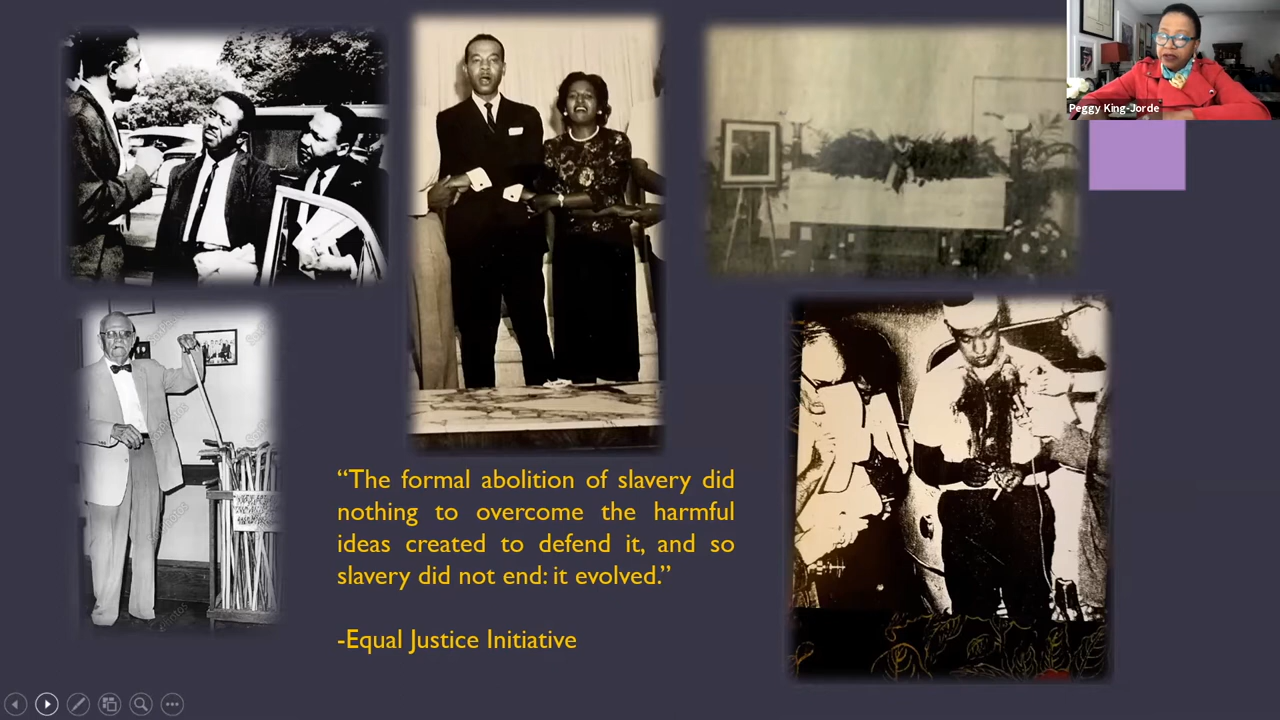 Peggy King-Jorde
“The formal abolition of slavery did
nothing to overcome the harmful
ideas created to defend it, and so
slavery did not end: it evolved.”
-Equal Justice Initiative